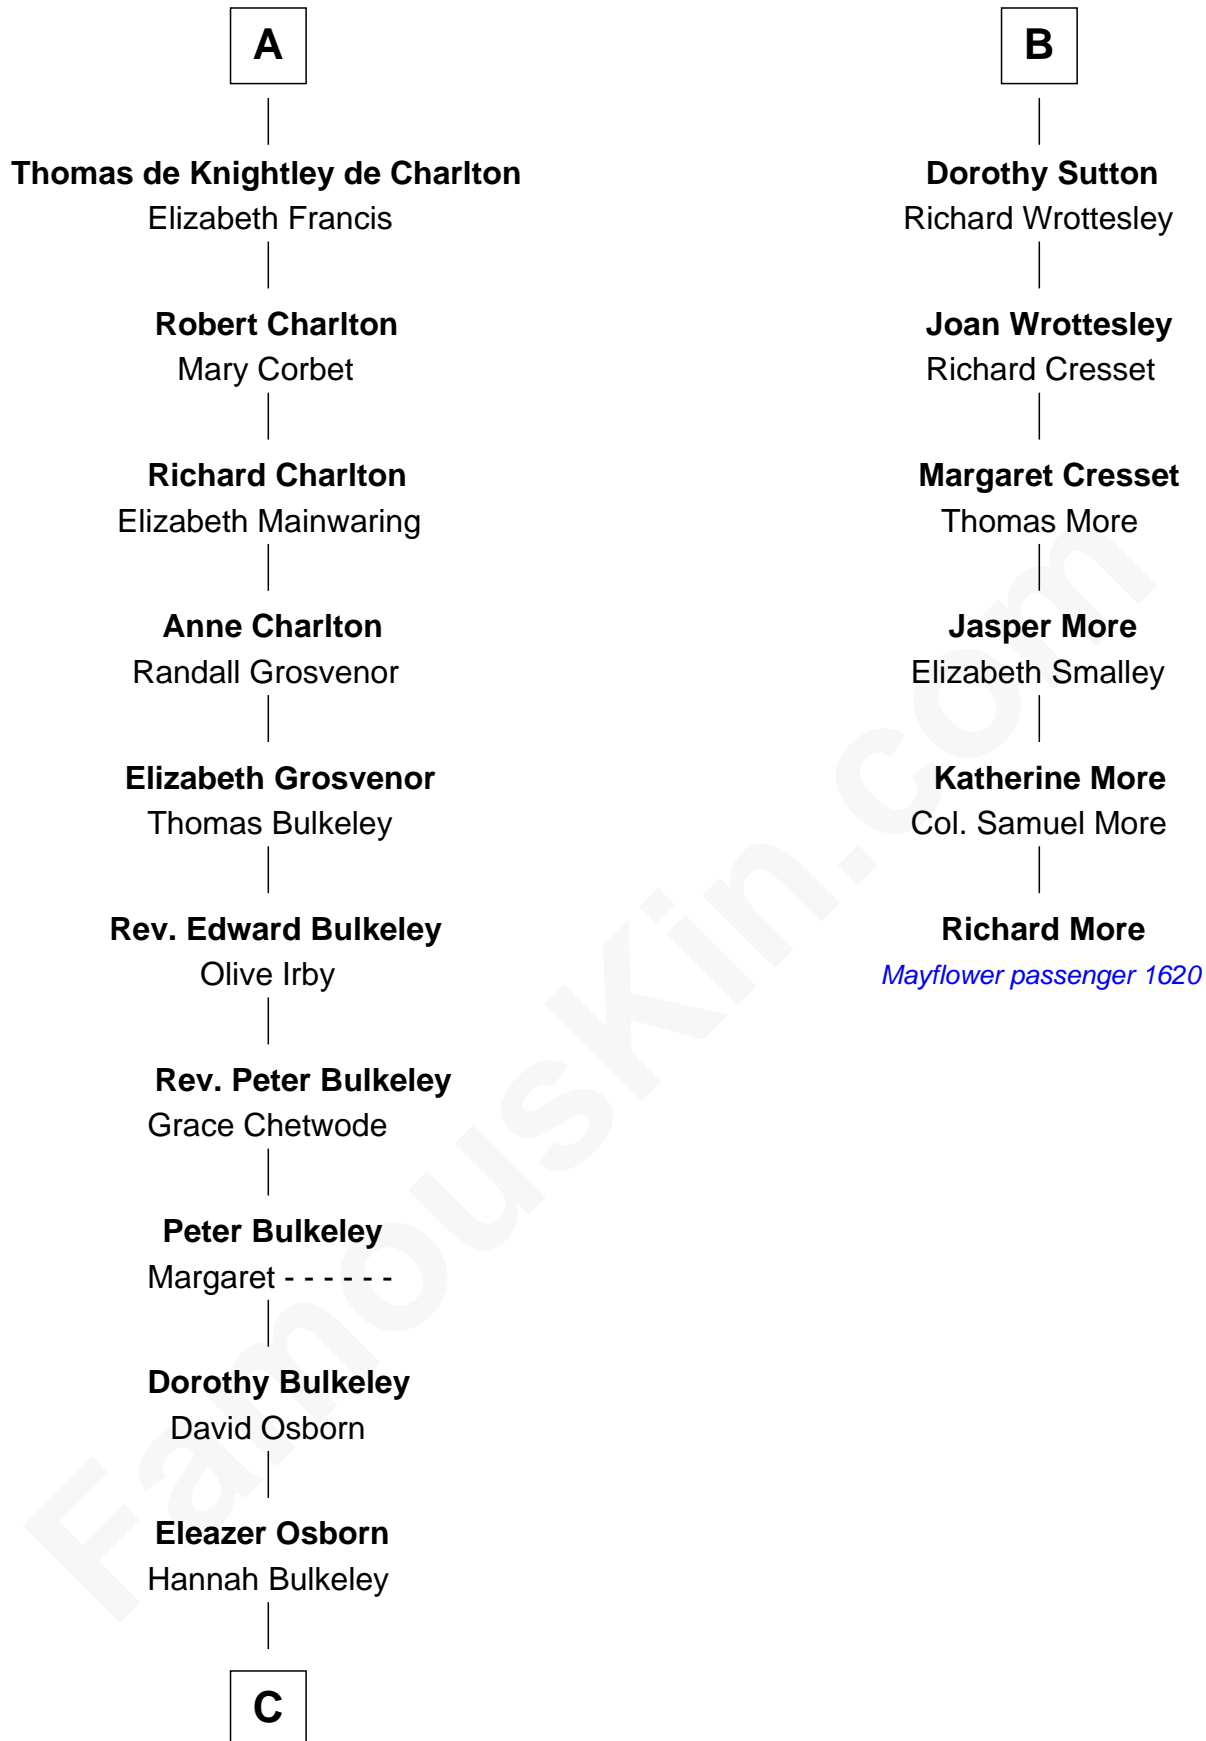 A
Thomas de Knightley de Charlton
Elizabeth Francis
Robert Charlton
Mary Corbet
Richard Charlton
Elizabeth Mainwaring
Anne Charlton
Randall Grosvenor
Elizabeth Grosvenor
Thomas Bulkeley
Rev. Edward Bulkeley
Olive Irby
Rev. Peter Bulkeley
Grace Chetwode
Peter Bulkeley
Margaret - - - - - -
Dorothy Bulkeley
David Osborn
Eleazer Osborn
Hannah Bulkeley
C
B
Dorothy Sutton
Richard Wrottesley
Joan Wrottesley
Richard Cresset
Margaret Cresset
Thomas More
Jasper More
Elizabeth Smalley
Katherine More
Col. Samuel More
Richard More
Mayflower passenger 1620
FamousKin.com